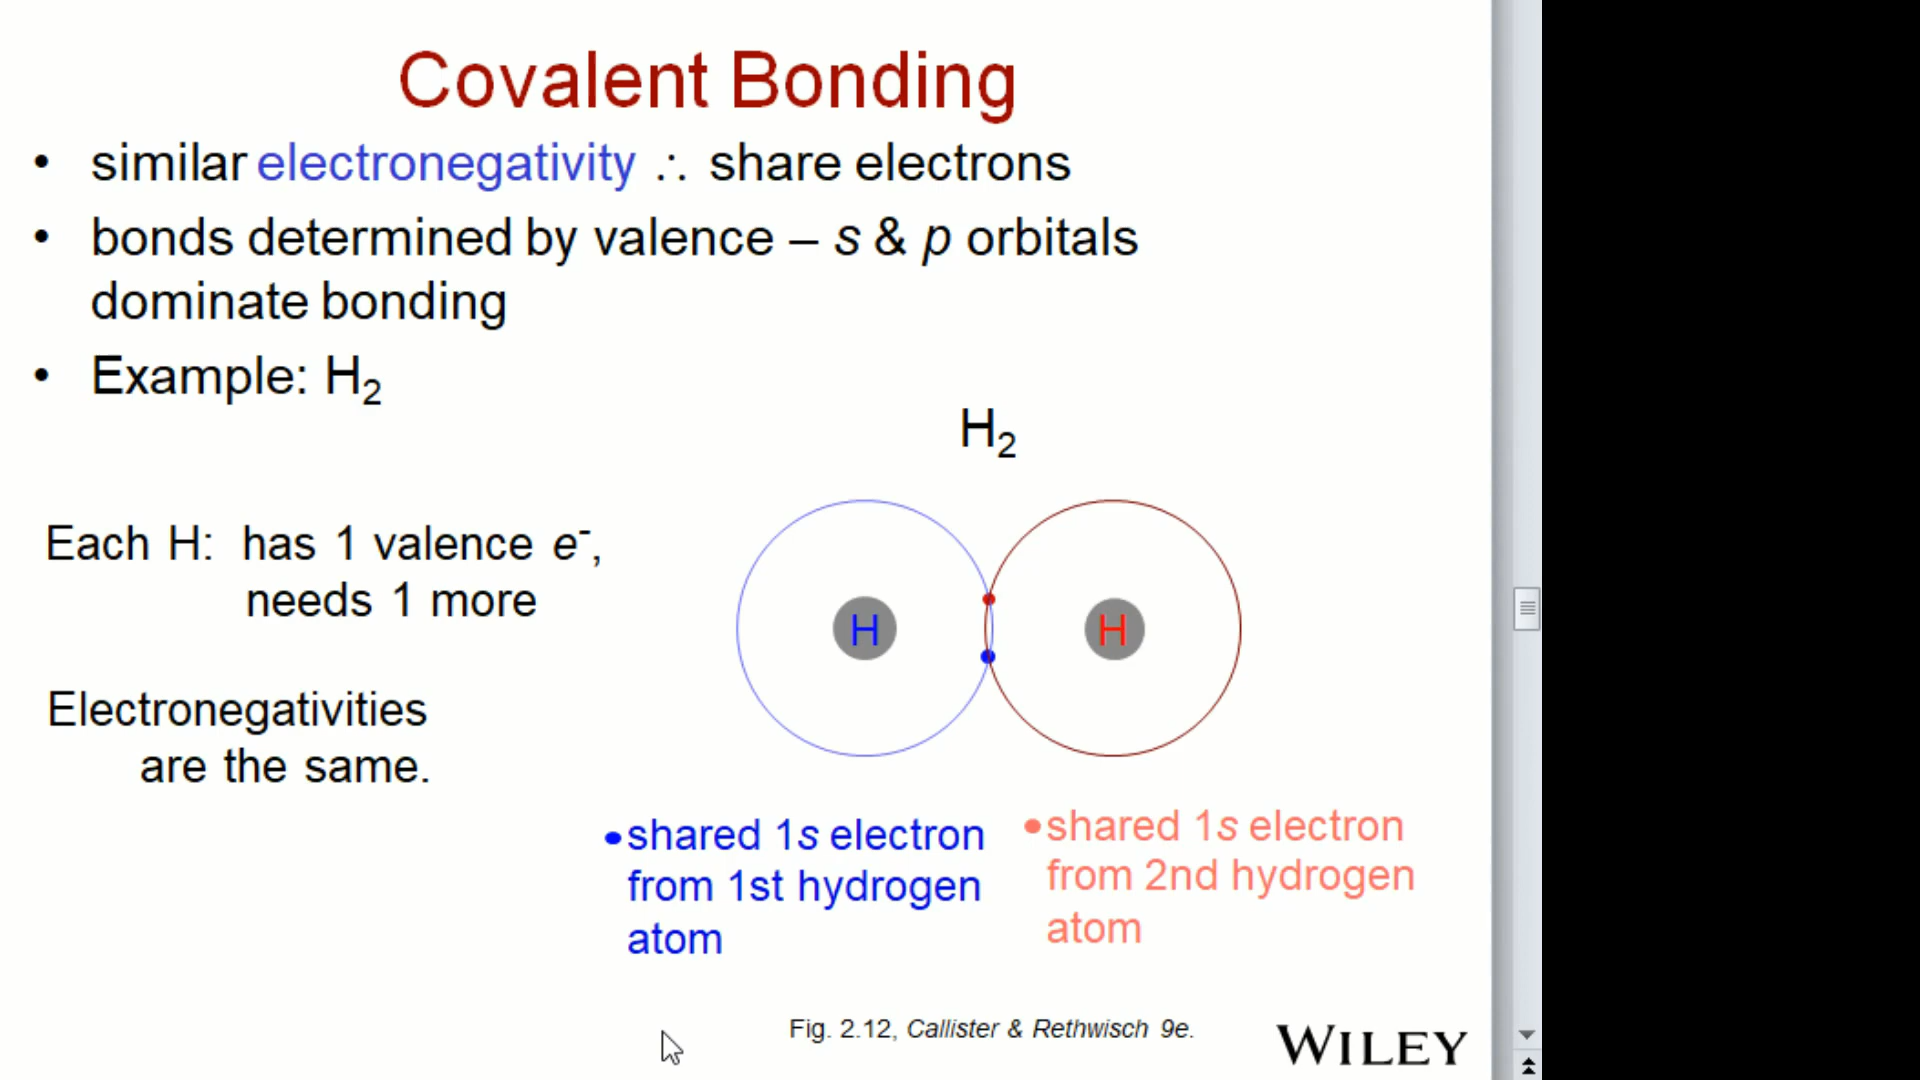 Covalent Bonding
• similar electronegativity ∴ share electrons
• bonds determined by valence – s & p orbitals
dominate bonding
• Example: H₂
H₂
Each H: has 1 valence e⁻,
needs 1 more
H H
Electronegativities
are the same.
•shared 1s electron
from 1st hydrogen
atom
•shared 1s electron
from 2nd hydrogen
atom
Fig. 2.12, Callister & Rethwisch 9e.
WILEY